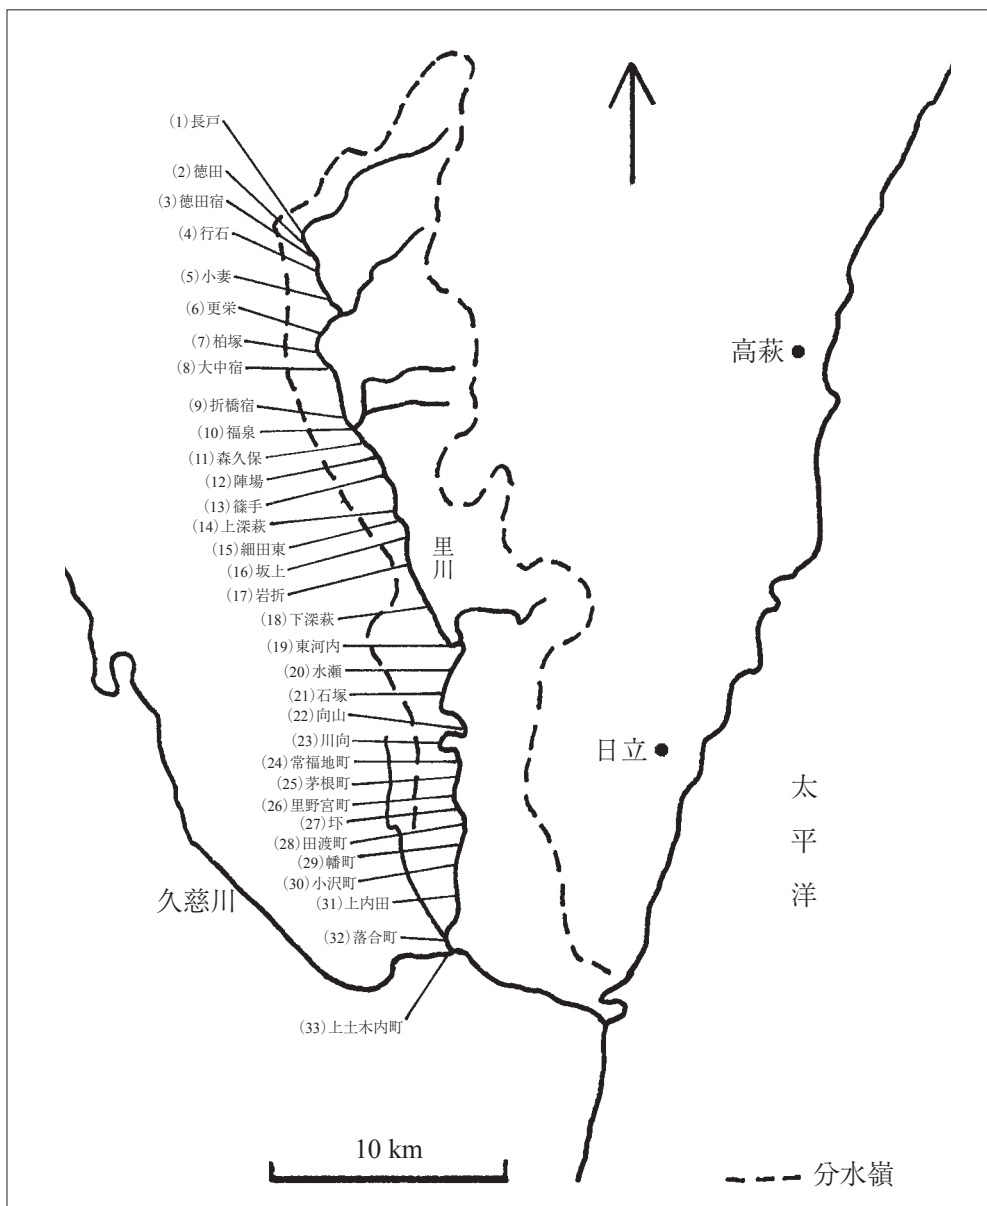 (1)長戸
(2)徳田
(3)徳田宿
(4)行石
(5)小妻
(6)更栄
(7)柏塚
(8)大中宿
(9)折橋宿
(10)福泉
(11)森久保
(12)陣場
(13)篠手
(14)上深萩
(15)細田東
(16)坂上
(17)岩折
(18)下深萩
(19)東河内
(20)水瀬
(21)石塚
(22)向山
(23)川向
(24)常福地町
(25)茅根町
(26)里野宮町
(27)圷
(28)田渡町
(29)幡町
(30)小沢町
(31)上内田
(32)落合町
(33)上土木内町
里川
久慈川
高萩
日立
太平洋
10 km
分水嶺